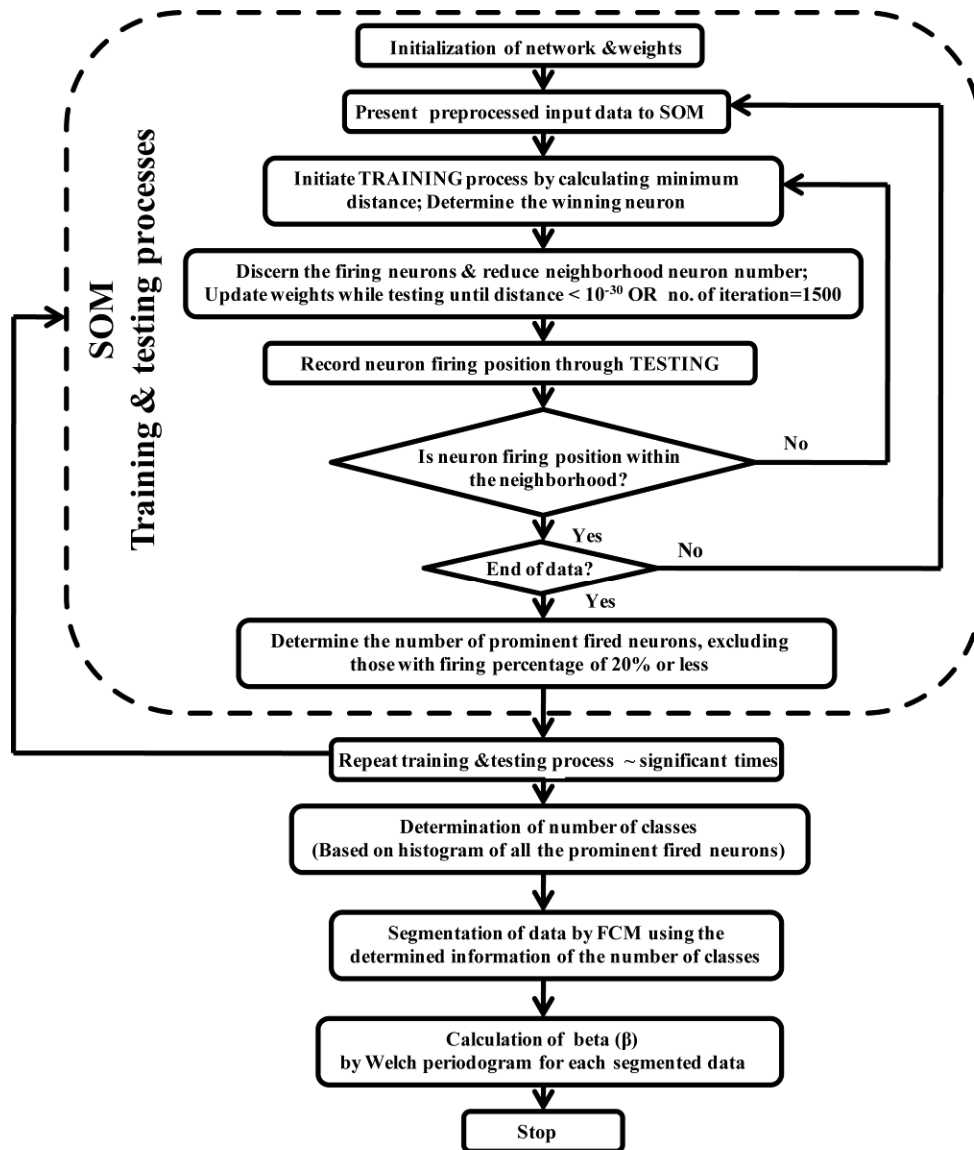 Initialization of network &weights
Present preprocessed input data to SOM
Initiate TRAINING process by calculating minimum
distance; Determine the winning neuron
Discern the firing neurons & reduce neighborhood neuron number;
Update weights while testing until distance < 10⁻³⁰ OR no. of iteration=1500
Record neuron firing position through TESTING
Is neuron firing position within
the neighborhood?
No
Yes
End of data?
No
Yes
Determine the number of prominent fired neurons, excluding
those with firing percentage of 20% or less
SOM
Training & testing processes
Repeat training &testing process ~ significant times
Determination of number of classes
(Based on histogram of all the prominent fired neurons)
Segmentation of data by FCM using the
determined information of the number of classes
Calculation of beta (β)
by Welch periodogram for each segmented data
Stop